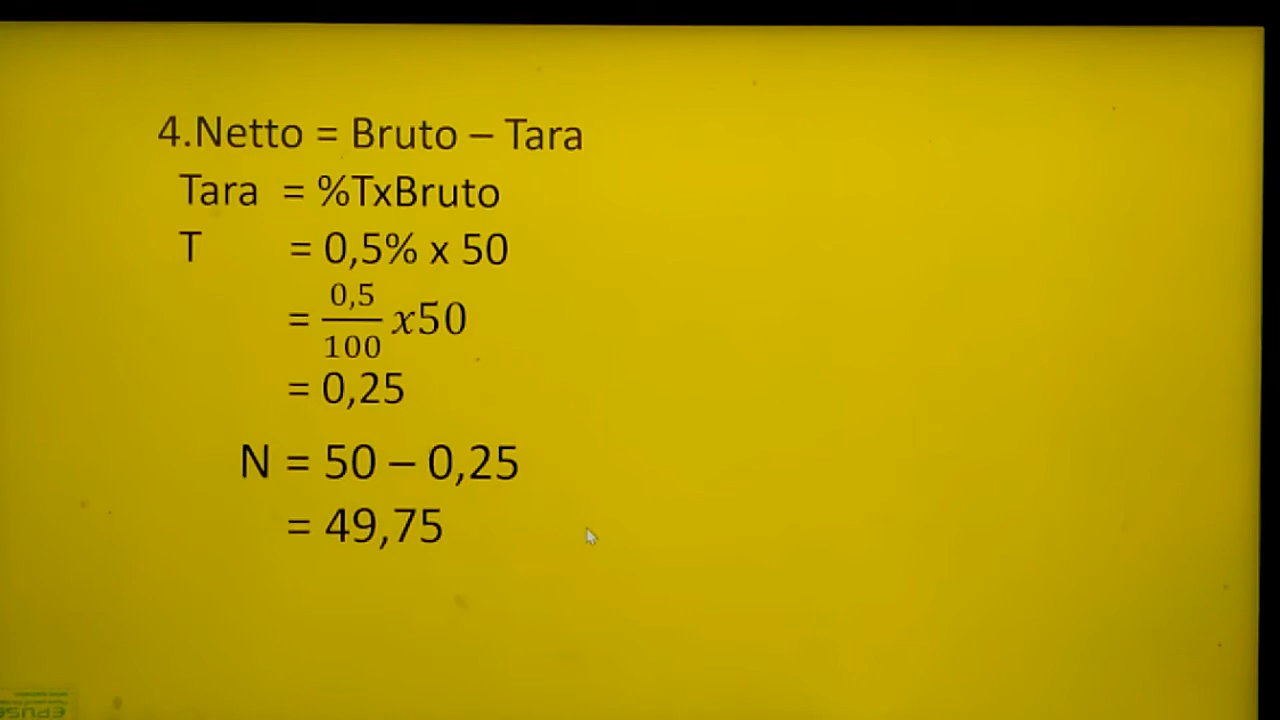 4.Netto = Bruto – Tara
Tara = %TxBruto
T = 0,5% x 50
= 0,5/100 x50
= 0,25
N = 50 – 0,25
= 49,75